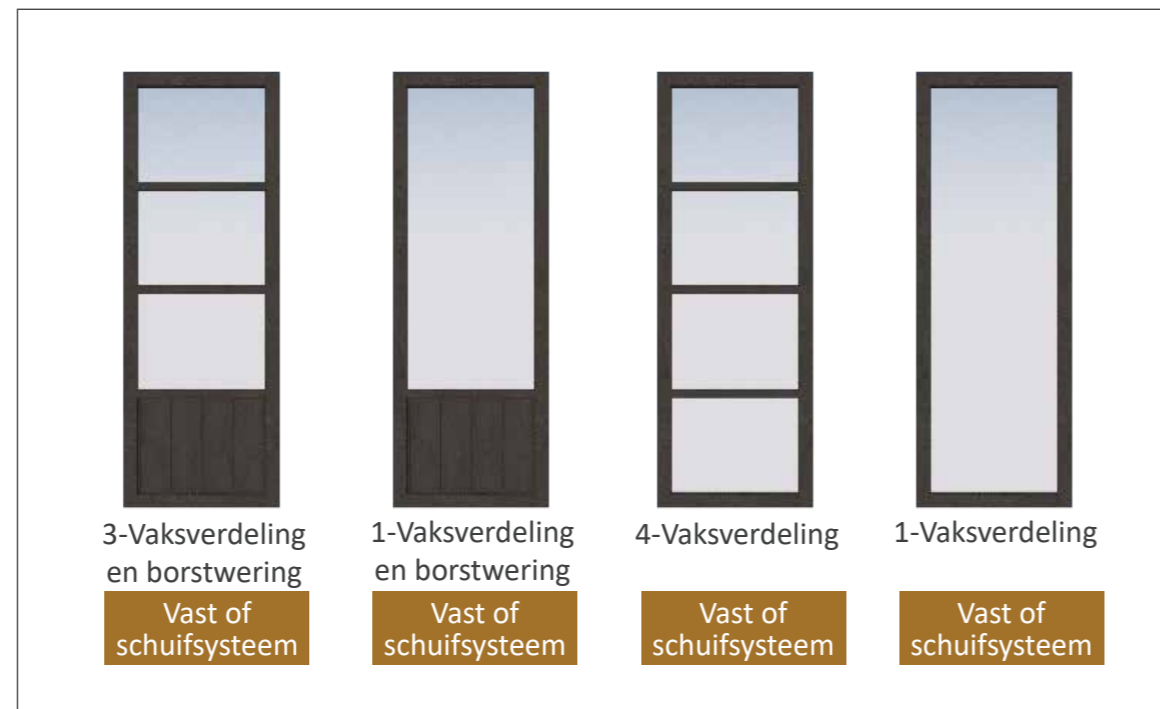 3-Vaksverdeling
en borstwering
Vast of
schuifsysteem
1-Vaksverdeling
en borstwering
Vast of
schuifsysteem
4-Vaksverdeling
Vast of
schuifsysteem
1-Vaksverdeling
Vast of
schuifsysteem